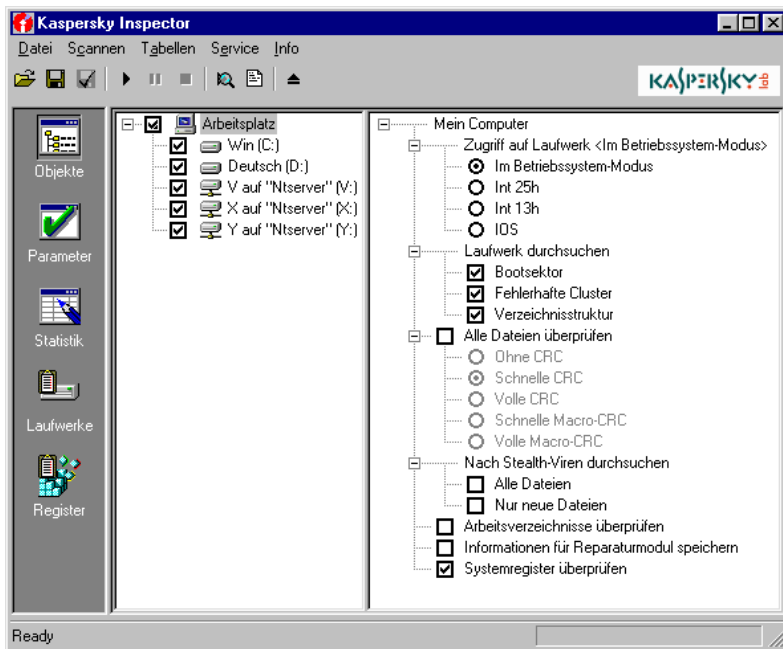 Kaspersky Inspector
Datei Scannen Tabellen Service Info
KASPERSKY lab
Objekte
Parameter
Statistik
Laufwerke
Register
Arbeitsplatz
Win (C:)
Deutsch (D:)
V auf "Ntserver" (V:)
X auf "Ntserver" (X:)
Y auf "Ntserver" (Y:)
Mein Computer
Zugriff auf Laufwerk <Im Betriebssystem-Modus>
Im Betriebssystem-Modus
Int 25h
Int 13h
IOS
Laufwerk durchsuchen
Bootsektor
Fehlerhafte Cluster
Verzeichnisstruktur
Alle Dateien überprüfen
Ohne CRC
Schnelle CRC
Volle CRC
Schnelle Macro-CRC
Volle Macro-CRC
Nach Stealth-Viren durchsuchen
Alle Dateien
Nur neue Dateien
Arbeitsverzeichnisse überprüfen
Informationen für Reparaturmodul speichern
Systemregister überprüfen
Ready